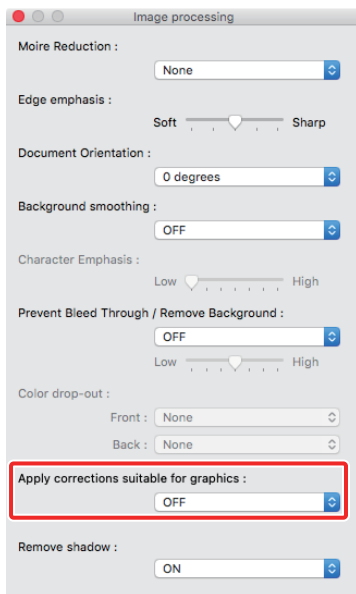 Image processing
Moire Reduction :
None
Edge emphasis :
Soft Sharp
Document Orientation :
0 degrees
Background smoothing :
OFF
Character Emphasis :
Low High
Prevent Bleed Through / Remove Background :
OFF
Low High
Color drop-out :
Front : None
Back : None
Apply corrections suitable for graphics :
OFF
Remove shadow :
ON